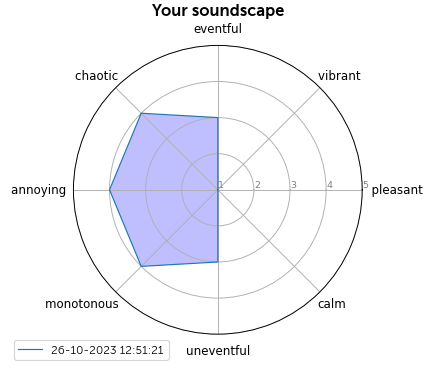 Your soundscape
eventful
chaotic
vibrant
annoying
1
2
3
4
5
pleasant
monotonous
calm
26-10-2023 12:51:21
uneventful